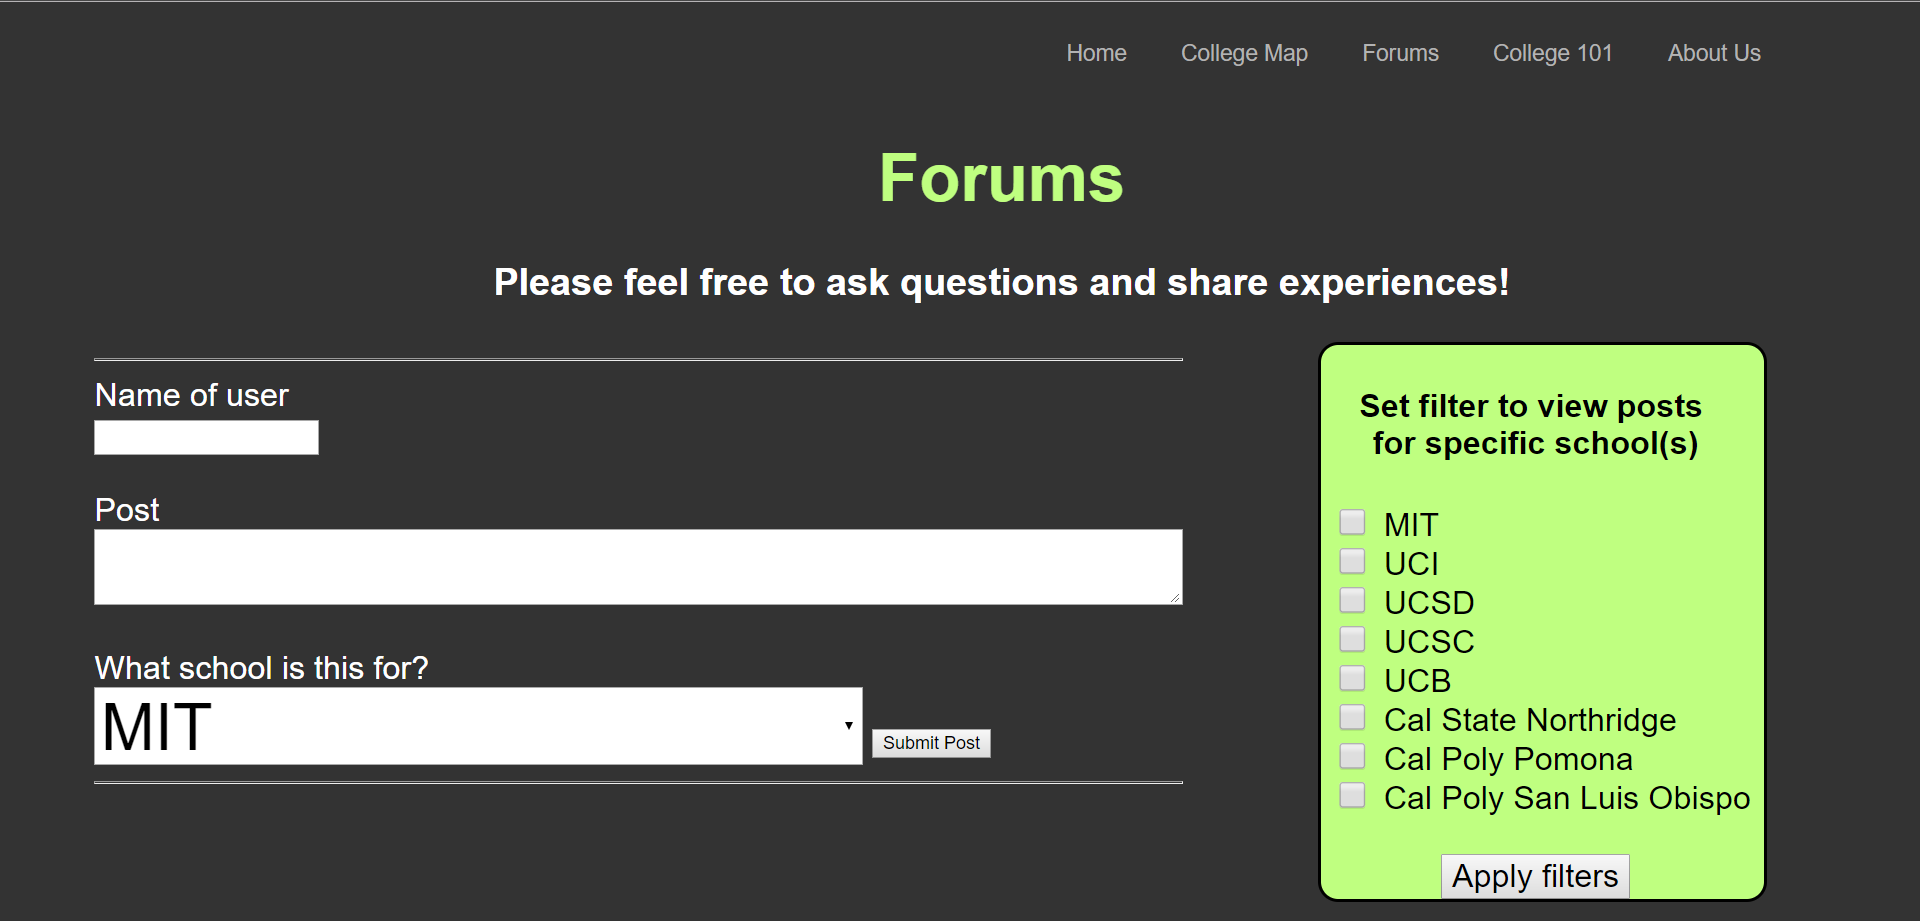 Home College Map Forums College 101 About Us
Forums
Please feel free to ask questions and share experiences!
Name of user
Post
What school is this for?
MIT
Submit Post
Set filter to view posts
for specific school(s)
MIT
UCI
UCSD
UCSC
UCB
Cal State Northridge
Cal Poly Pomona
Cal Poly San Luis Obispo
Apply filters